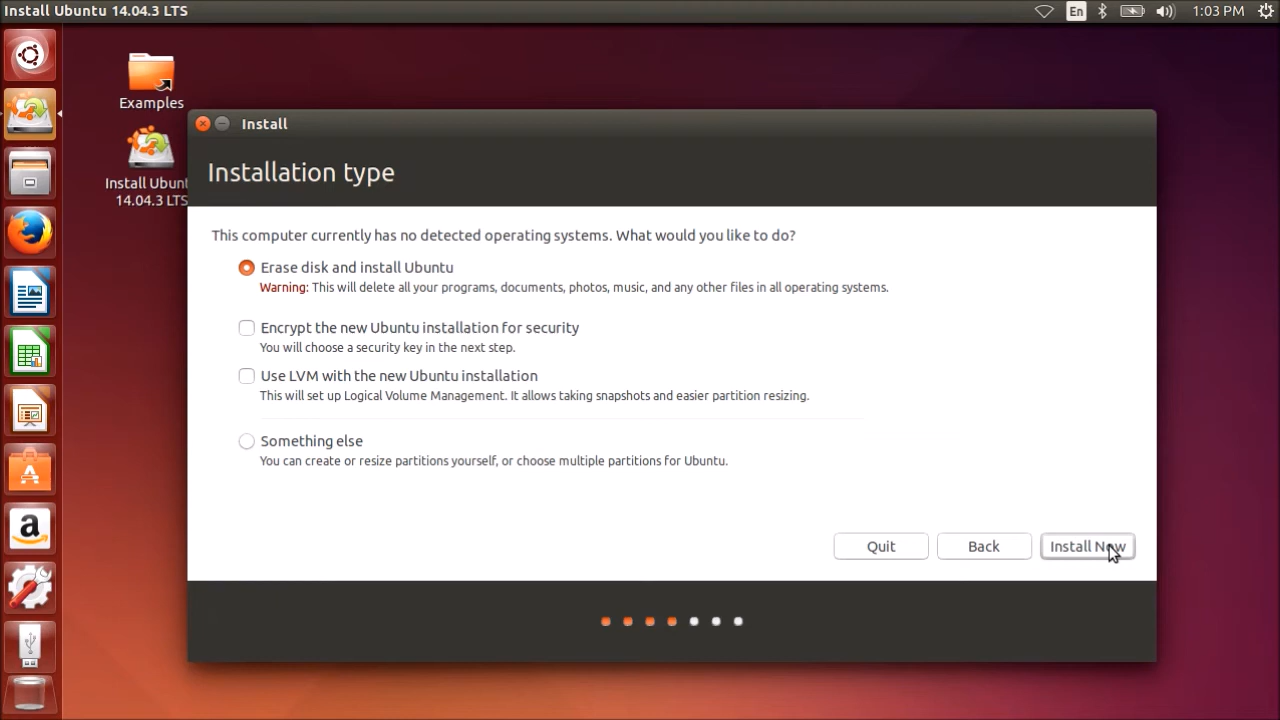 Install Ubuntu 14.04.3 LTS
En
1:03 PM
Examples
Install Ubunt
14.04.3 LTS
Install
Installation type
This computer currently has no detected operating systems. What would you like to do?
Erase disk and install Ubuntu
Warning: This will delete all your programs, documents, photos, music, and any other files in all operating systems.
Encrypt the new Ubuntu installation for security
You will choose a security key in the next step.
Use LVM with the new Ubuntu installation
This will set up Logical Volume Management. It allows taking snapshots and easier partition resizing.
Something else
You can create or resize partitions yourself, or choose multiple partitions for Ubuntu.
Quit
Back
Install Now